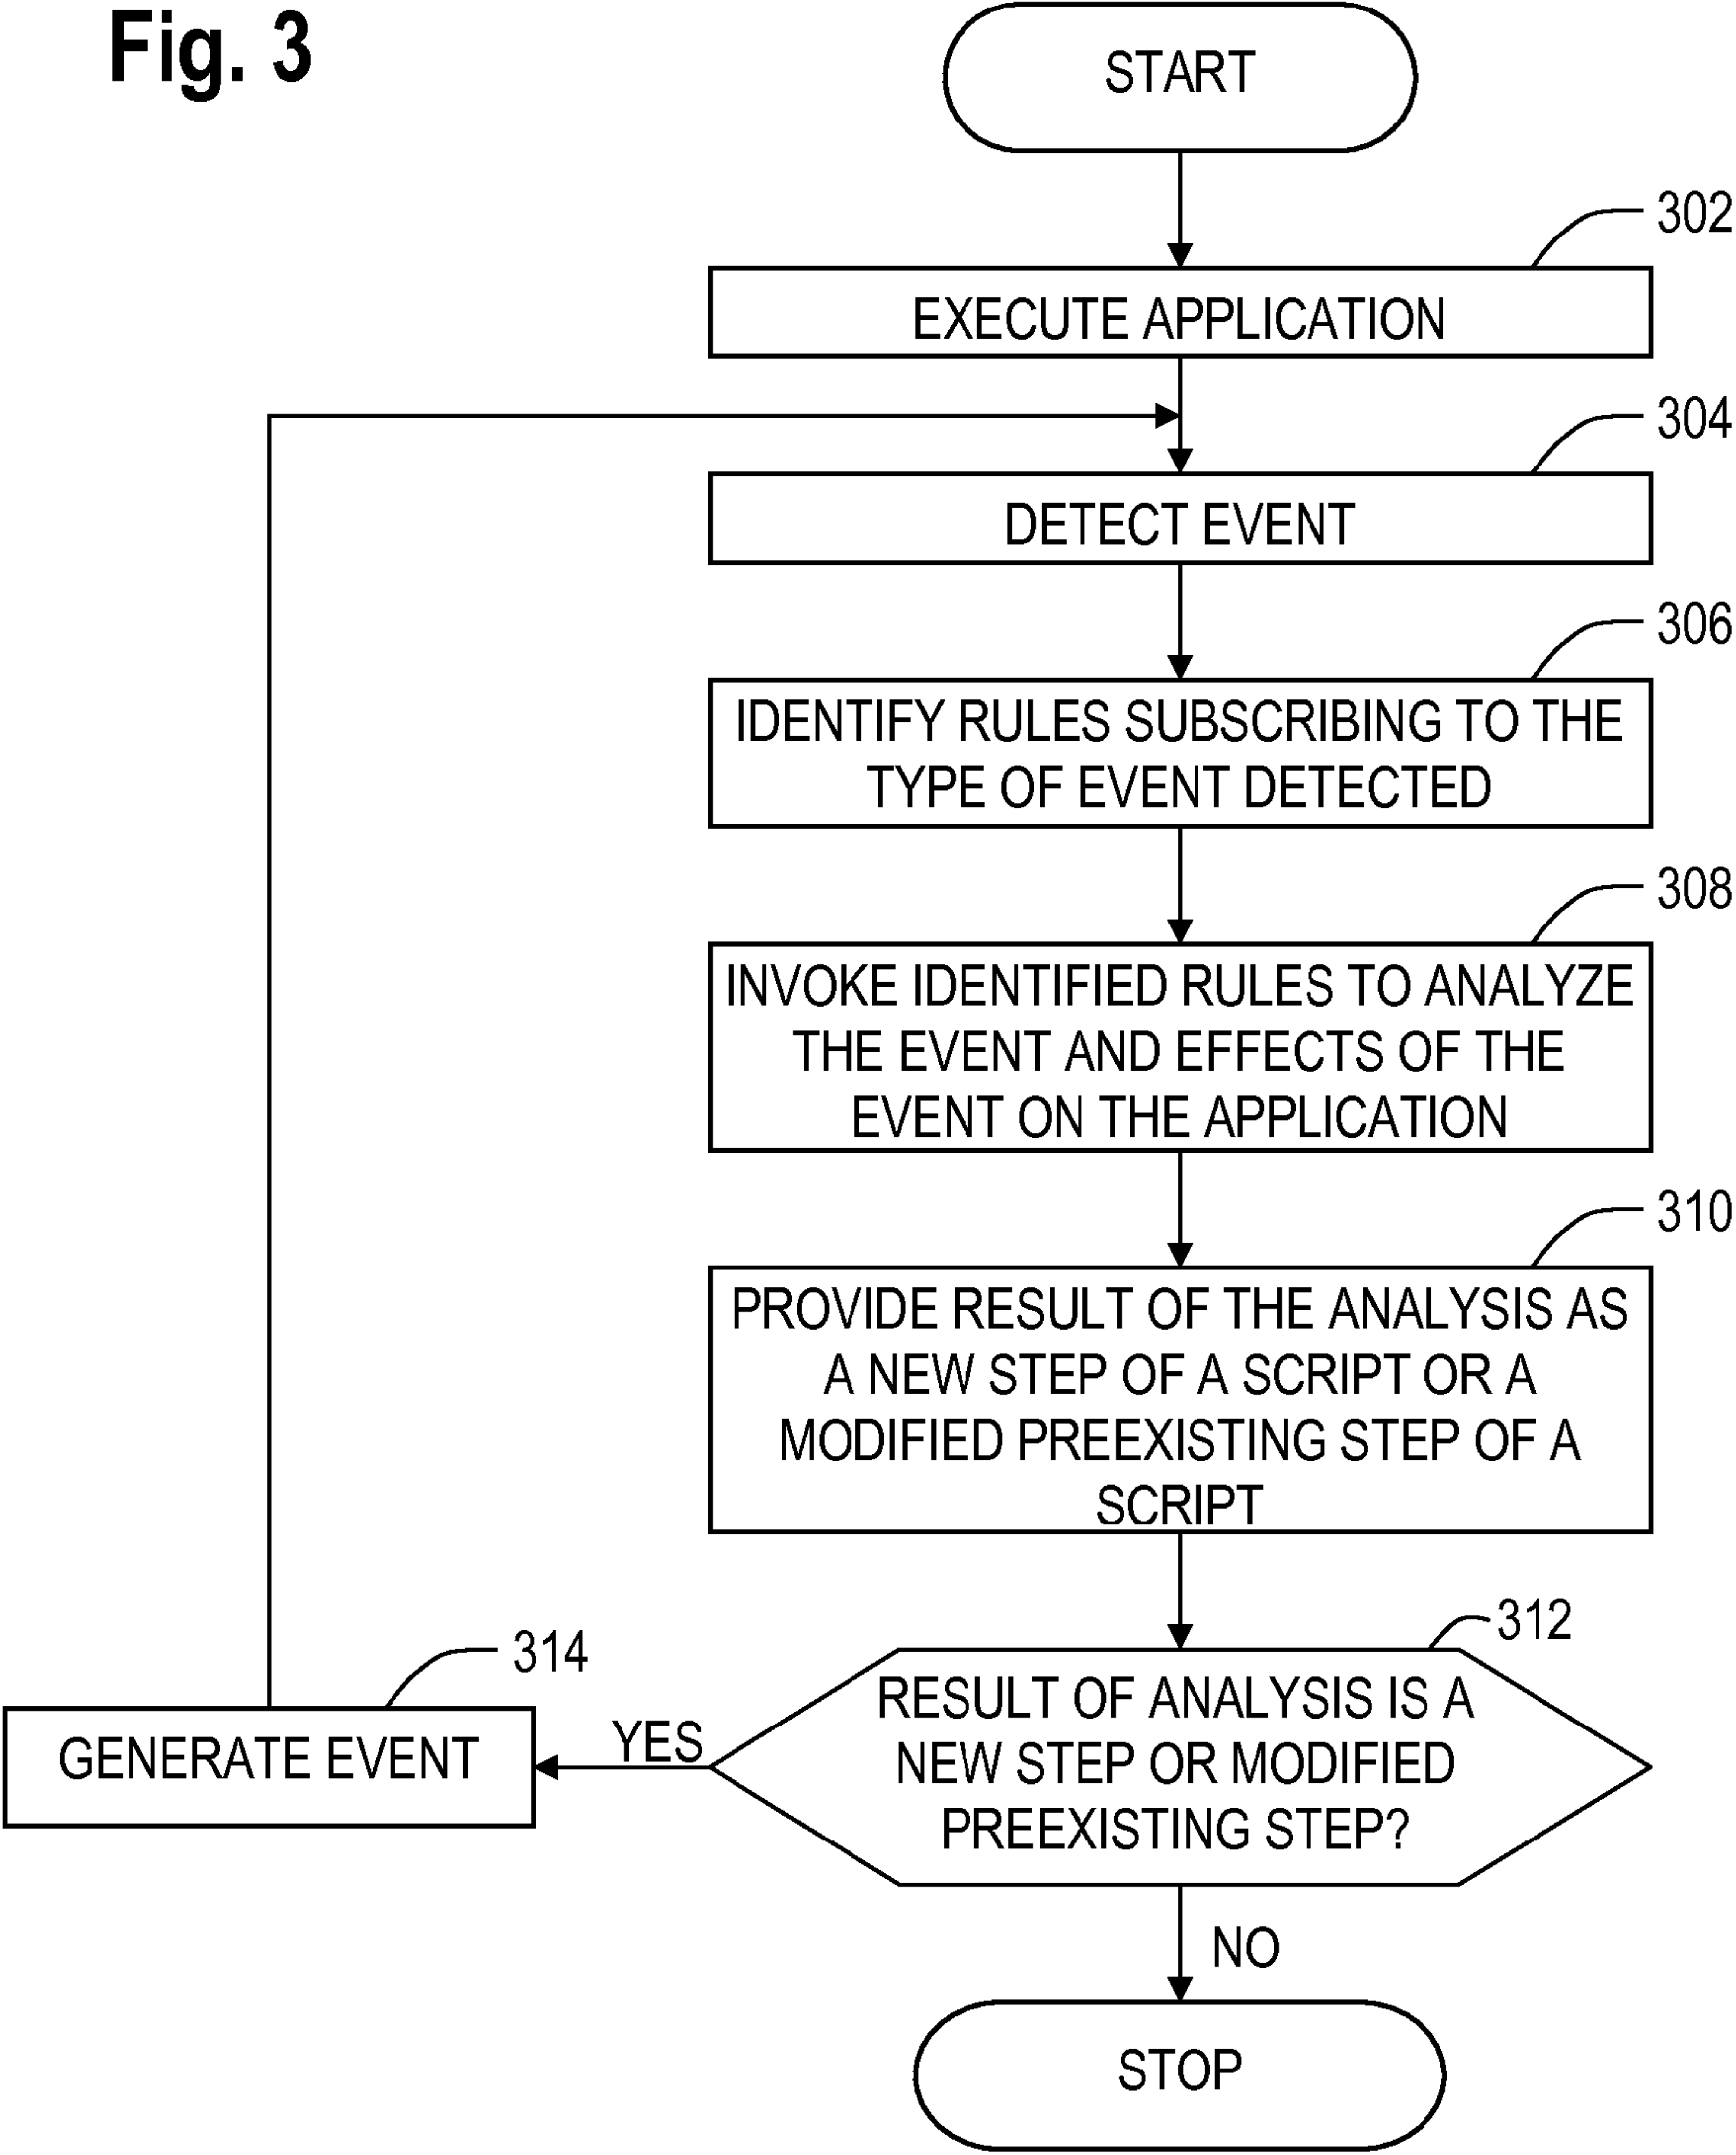 Fig. 3
START
302
EXECUTE APPLICATION
304
DETECT EVENT
306
IDENTIFY RULES SUBSCRIBING TO THE
TYPE OF EVENT DETECTED
308
INVOKE IDENTIFIED RULES TO ANALYZE
THE EVENT AND EFFECTS OF THE
EVENT ON THE APPLICATION
310
PROVIDE RESULT OF THE ANALYSIS AS
A NEW STEP OF A SCRIPT OR A
MODIFIED PREEXISTING STEP OF A
SCRIPT
312
RESULT OF ANALYSIS IS A
NEW STEP OR MODIFIED
PREEXISTING STEP?
YES
314
GENERATE EVENT
NO
STOP